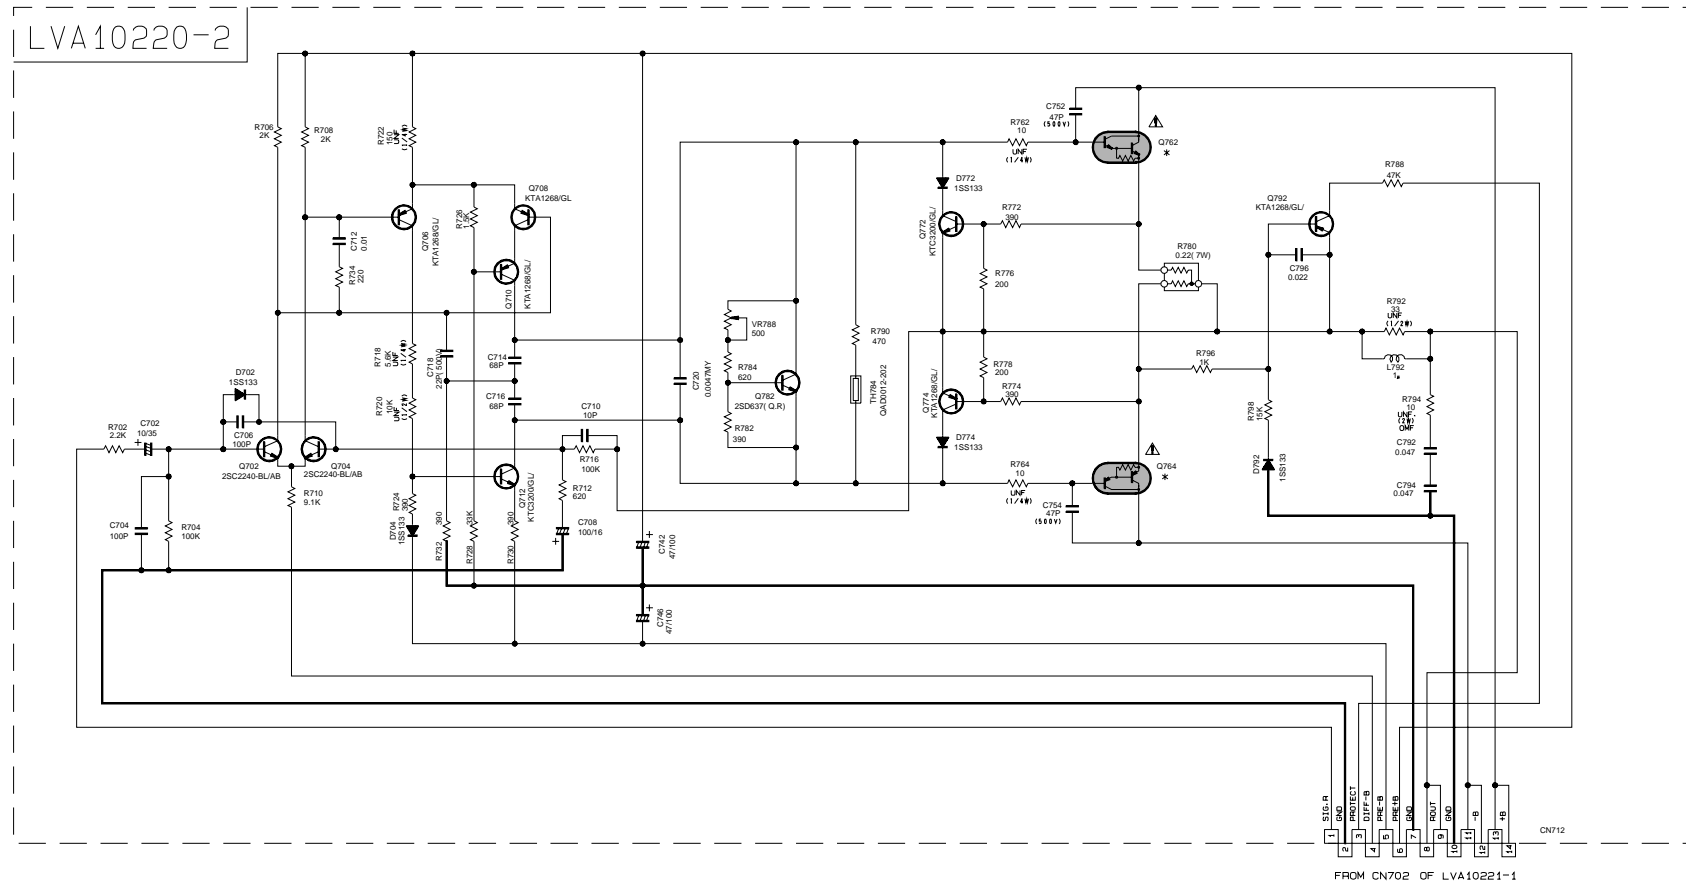 LVA10220-2
R706
2K
R708
2K
R722
150
UNF
(1/4W)
Q708
KTA1268/GL
R726
1.5K
Q706
KTA1268/GL/
C712
0.01
R734
220
Q710
KTA1268/GL/
R718
5.6K
UNF
(1/4W)
C718
22P(500V)
C714
68P
R720
10K
UNF
(1/2W)
C716
68P
D702
1SS133
R702
2.2K
C702
10/35
+
C706
100P
Q702
2SC2240-BL/AB
Q704
2SC2240-BL/AB
C710
10P
R716
100K
R712
620
R710
9.1K
R724
390
D704
1SS133
Q712
KTC3200/GL/
C704
100P
R704
100K
R732
390
R728
33K
R730
390
C708
100/16
+
C742
47/100
+
C746
47/100
+
C720
0.0047MY
VR788
500
R784
620
Q782
2SD637( Q.R)
R782
390
R790
470
TH784
QAD0012-202
D772
1SS133
Q772
KTC3200/GL/
R772
390
R776
200
R778
200
R774
390
Q774
KTA1268/GL/
D774
1SS133
R762
10
UNF
(1/4W)
C752
47P
(500V)
Q762
*
R764
10
UNF
(1/4W)
C754
47P
(500V)
Q764
*
R780
0.22( 7W)
R796
1K
R788
47K
Q792
KTA1268/GL/
C796
0.022
R792
33
UNF
(1/2W)
L792
R798
15K
D792
1SS133
R794
10
UNF.
(2W)
OMF
C792
0.047
C794
0.047
SIG.R
GND
PROTECT
DIFF-B
PRE-B
PRE+B
GND
ROUT
GND
-B
+B
1
2
3
4
5
6
7
8
9
10
11
12
13
14
CN712
FROM CN702 OF LVA10221-1